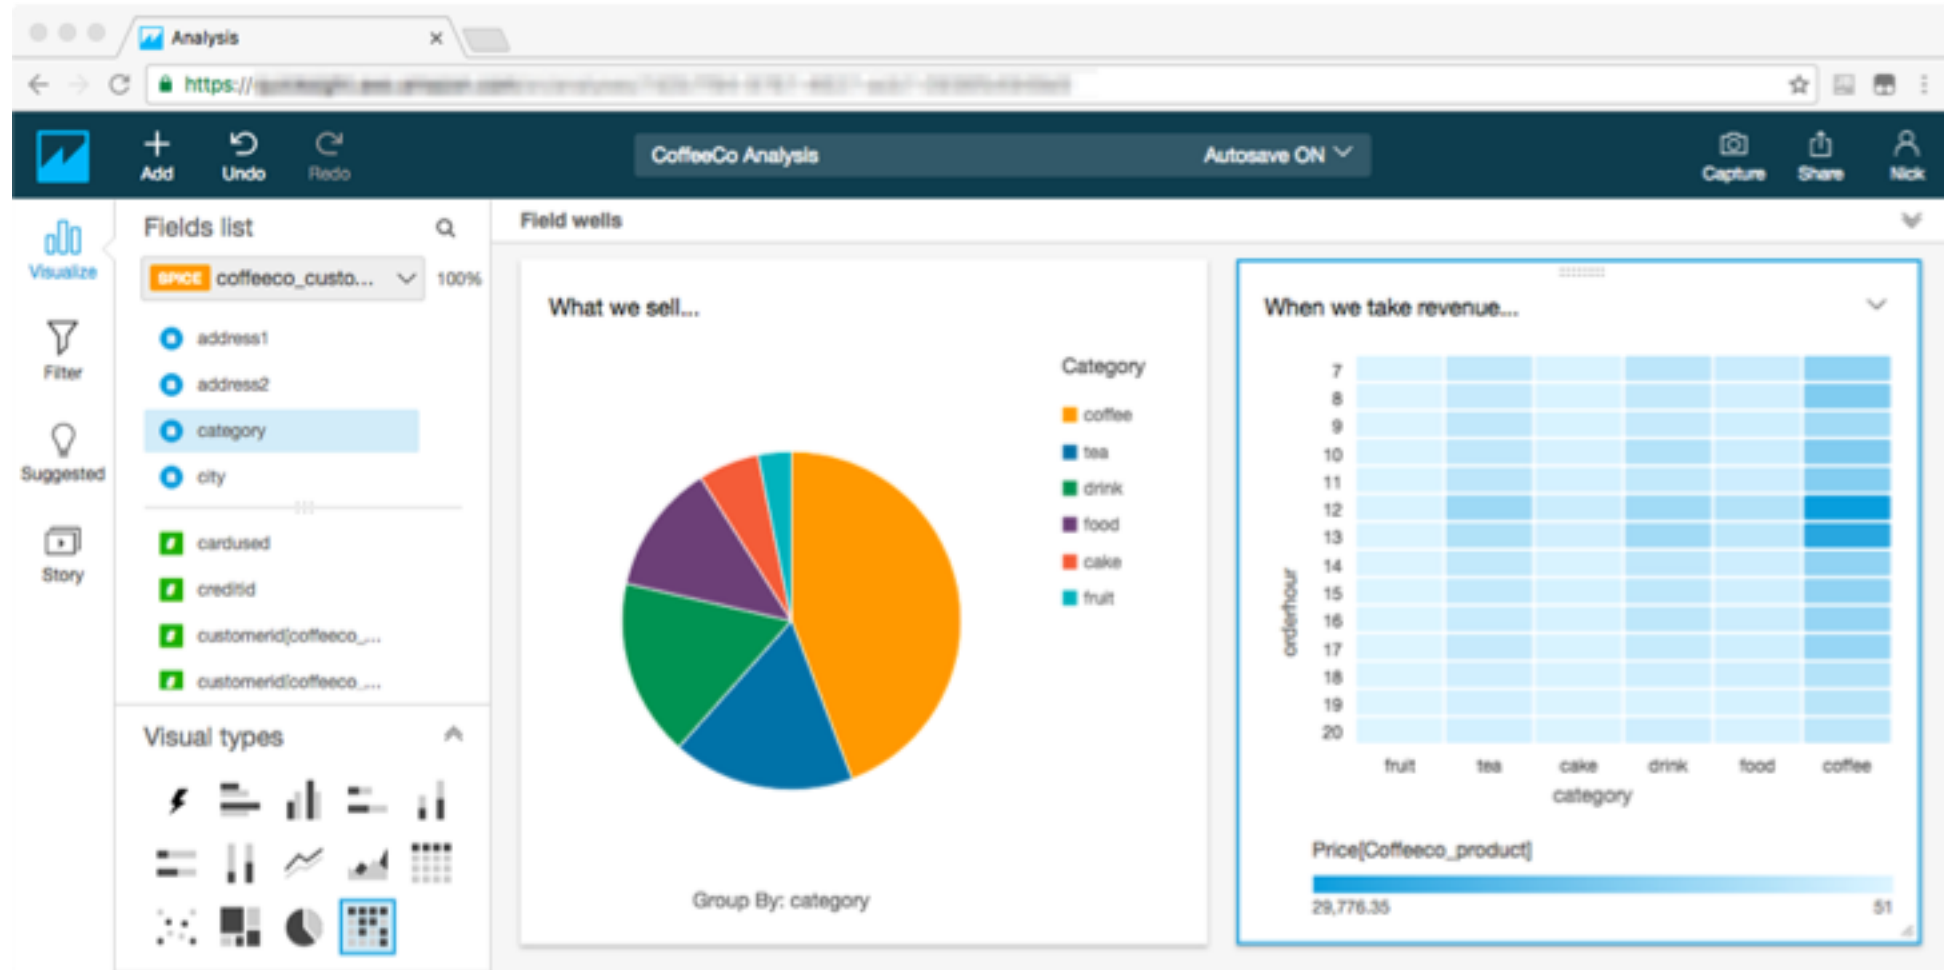 Analysis
https://
Add
Undo
Redo
CoffeeCo Analysis
Autosave ON
Capture
Share
Nick
Visualize
Filter
Suggested
Story
Fields list
SPICE coffeeco_custo...
100%
address1
address2
category
city
cardused
creditid
customerid[coffeeco_...
customerid[coffeeco_...
Visual types
Field wells
What we sell...
Category
coffee
tea
drink
food
cake
fruit
Group By: category
When we take revenue...
orderhour
7
8
9
10
11
12
13
14
15
16
17
18
19
20
fruit tea cake drink food coffee
category
Price[Coffeeco_product]
29,776.35 51